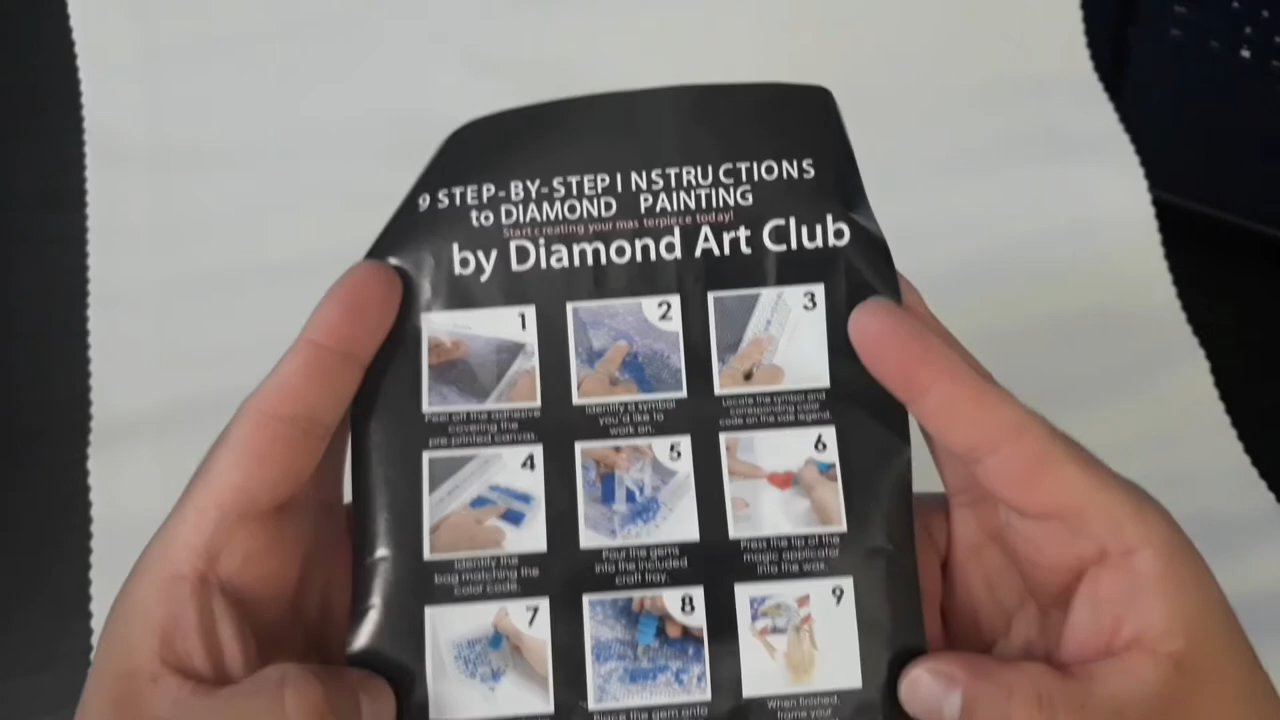 9 STEP-BY-STEP INSTRUCTIONS
to DIAMOND PAINTING
Start creating your masterpiece today!
by Diamond Art Club
1
2
3
Peel off the adhesive
covering the
pre-printed canvas.
Identify a symbol
you'd like to
work on.
Locate the symbol and
corresponding color
code on the side legend.
4
5
6
Identify the
bag matching the
color code.
Pour the gems
into the included
craft tray.
Press the tip of the
magic applicator
into the wax.
7
8
9
Place the gem onto
When finished,
frame your